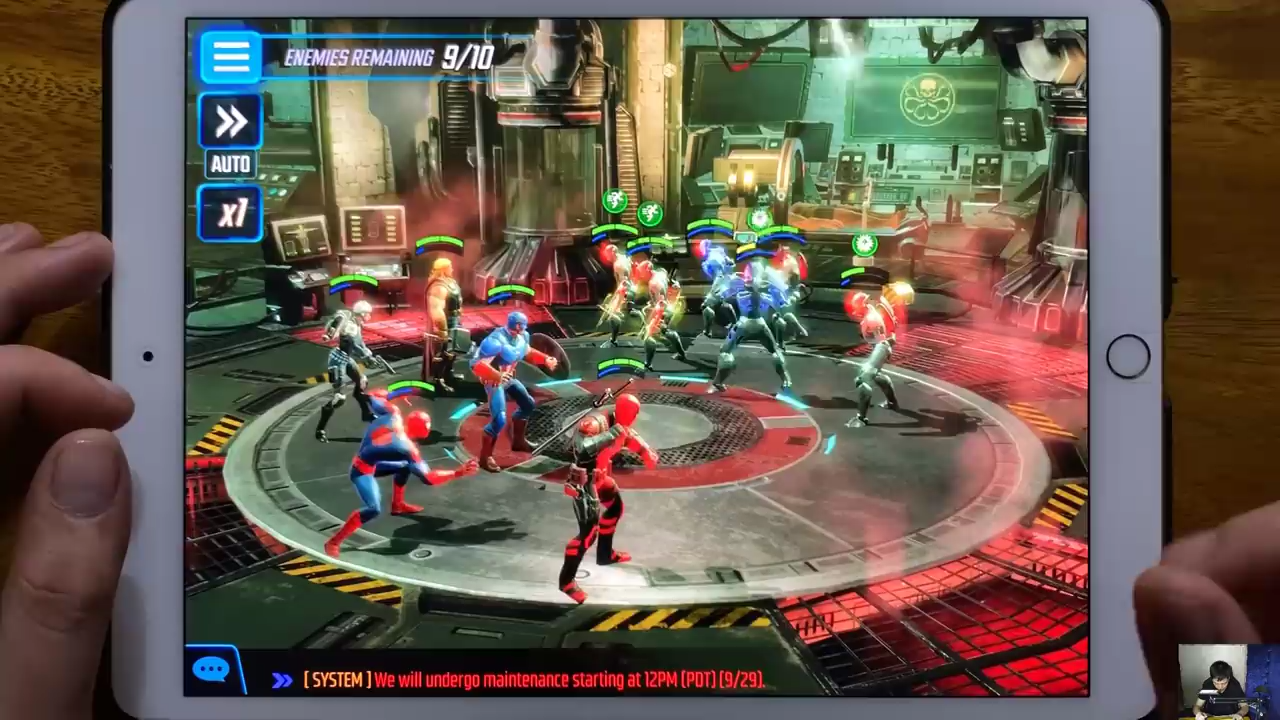 ENEMIES REMAINING 9/10
AUTO
x1
[ SYSTEM ] We will undergo maintenance starting at 12PM (PDT) (9/29).